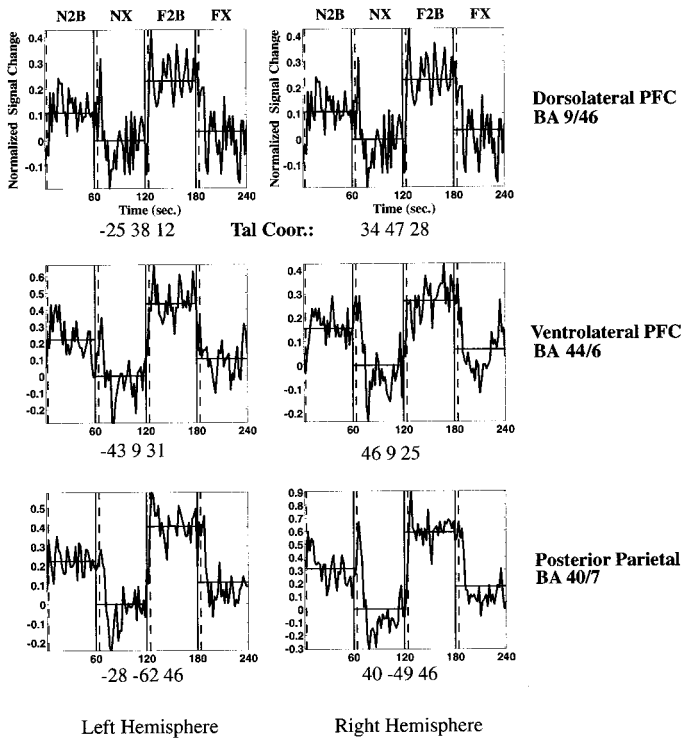 N2B NX F2B FX N2B NX F2B FX
Normalized Signal Change
0.4
0.3
0.2
0.1
0
-0.1
60 120 180 240
Time (sec.)
Normalized Signal Change
0.4
0.3
0.2
0.1
0
-0.1
60 120 180 240
Time (sec.)
Dorsolateral PFC
BA 9/46
-25 38 12 Tal Coor.: 34 47 28
0.6
0.5
0.4
0.3
0.2
0.1
0
-0.1
-0.2
60 120 180 240
0.4
0.3
0.2
0.1
0
-0.1
-0.2
60 120 180 240
Ventrolateral PFC
BA 44/6
-43 9 31 46 9 25
0.5
0.4
0.3
0.2
0.1
0
-0.1
-0.2
60 120 180 240
0.9
0.8
0.7
0.6
0.5
0.4
0.3
0.2
0.1
0
-0.1
-0.2
-0.3
60 120 180 240
Posterior Parietal
BA 40/7
-28 -62 46 40 -49 46
Left Hemisphere Right Hemisphere